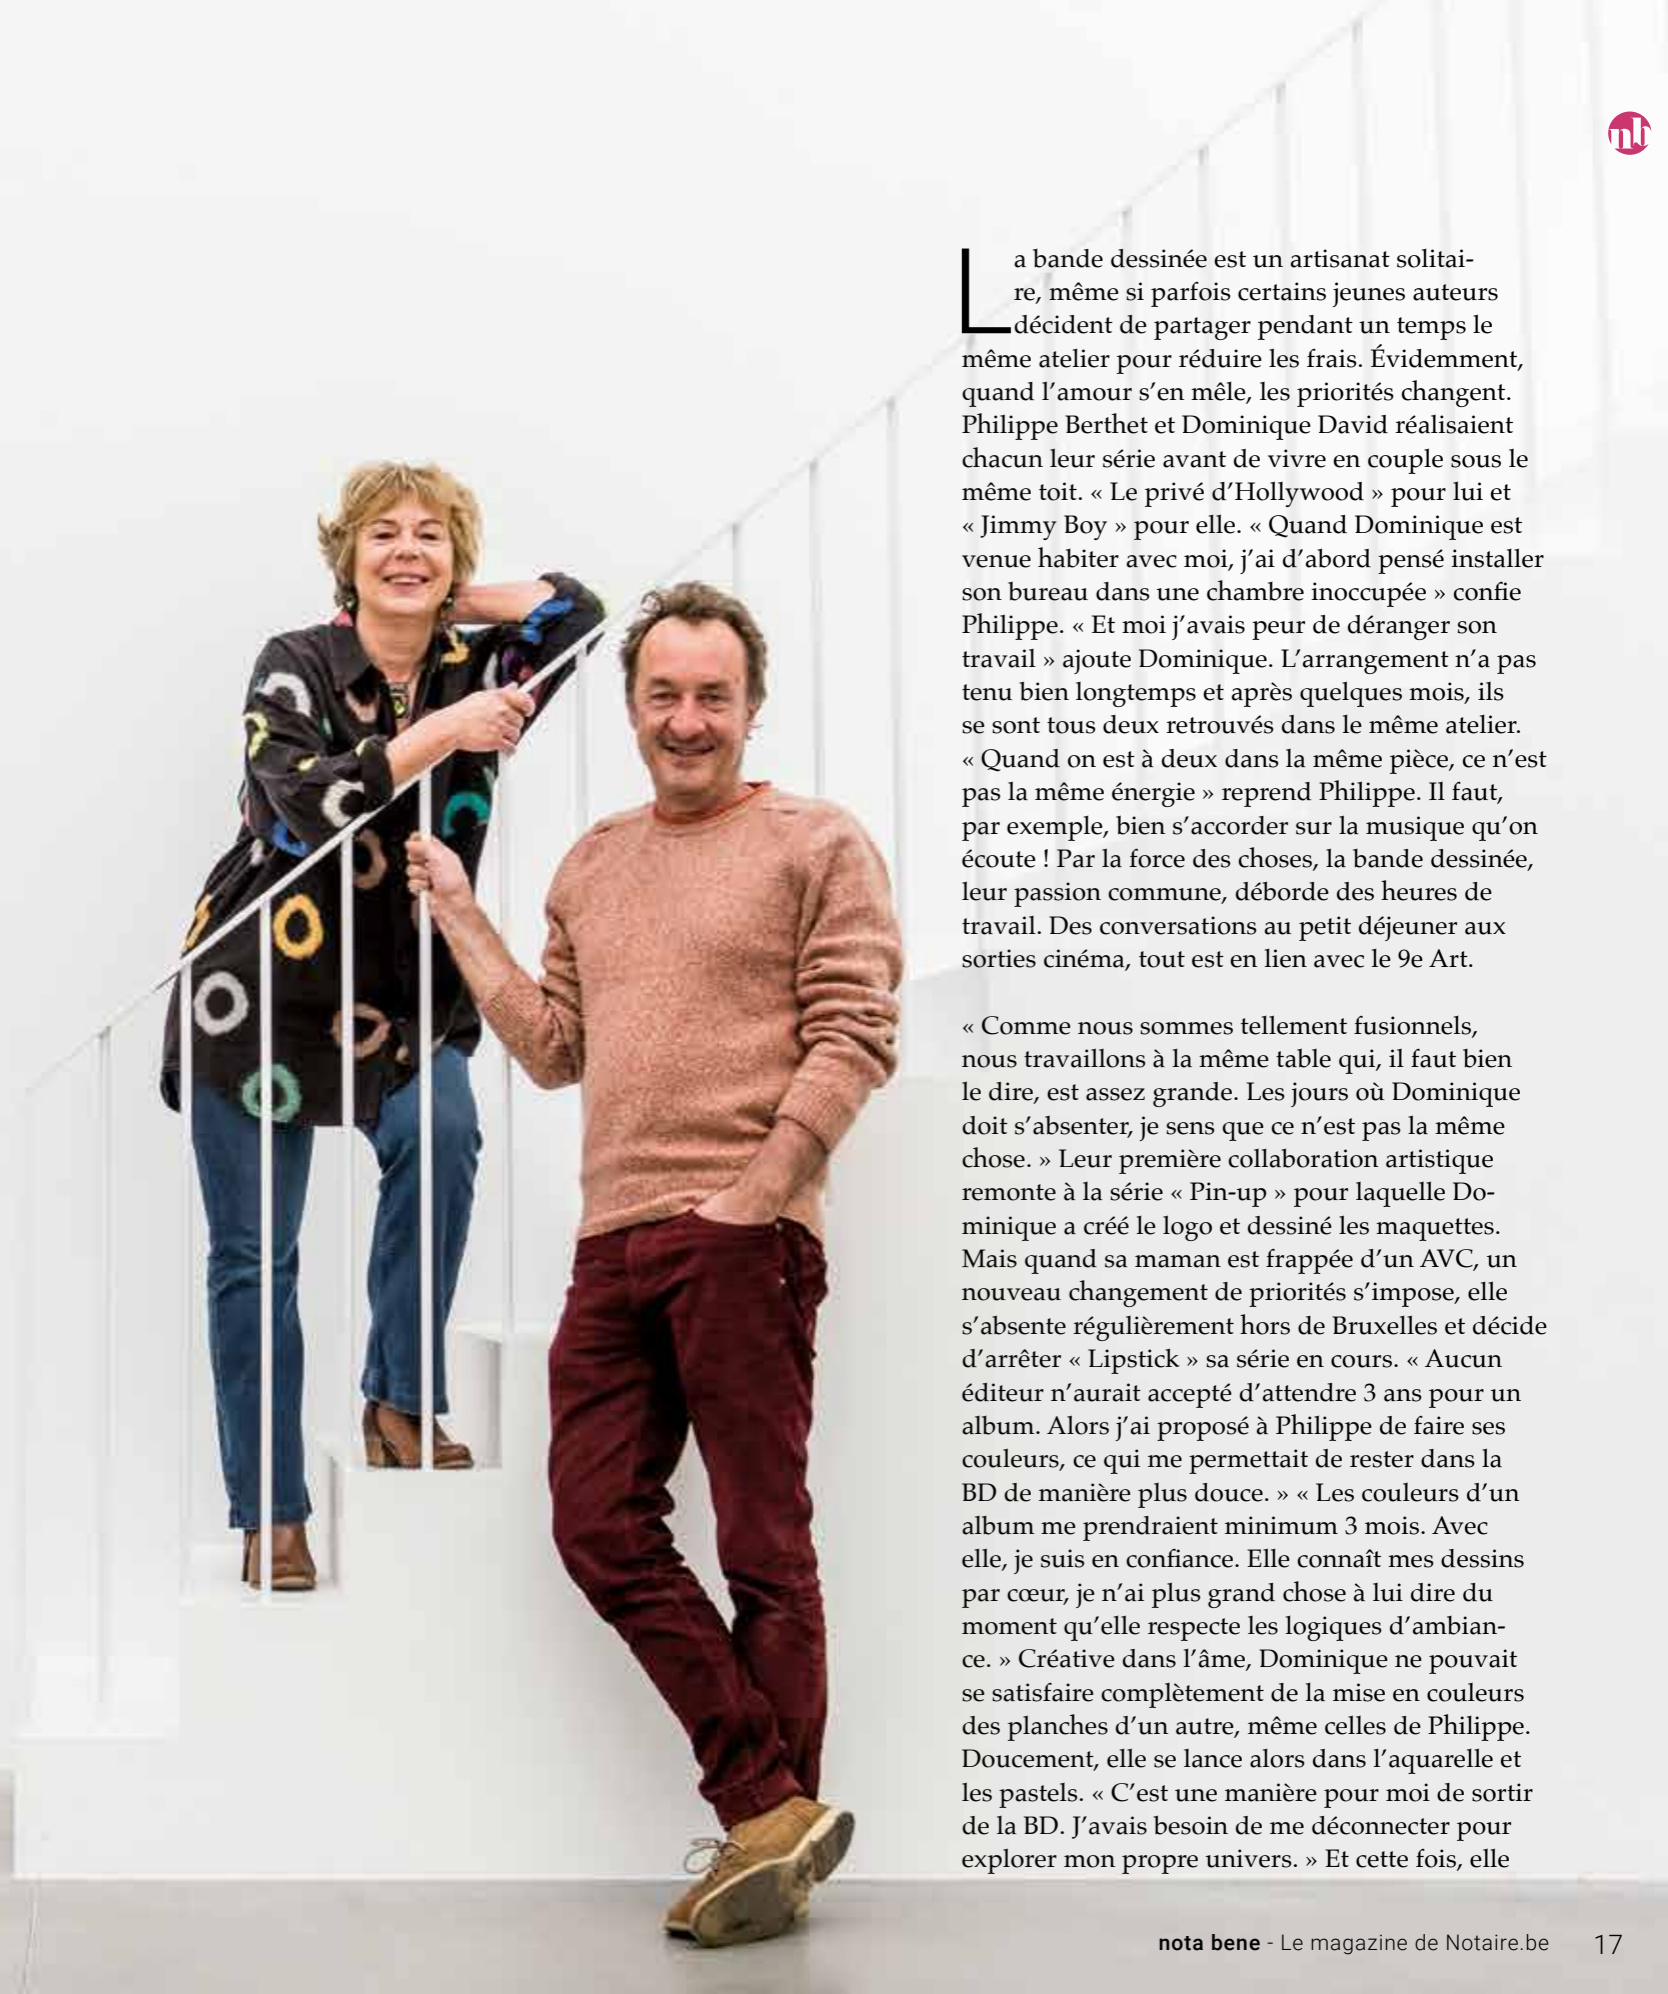 nb
La bande dessinée est un artisanat solitai-
re, même si parfois certains jeunes auteurs
décident de partager pendant un temps le
même atelier pour réduire les frais. Évidemment,
quand l’amour s’en mêle, les priorités changent.
Philippe Berthet et Dominique David réalisaient
chacun leur série avant de vivre en couple sous le
même toit. « Le privé d’Hollywood » pour lui et
« Jimmy Boy » pour elle. « Quand Dominique est
venue habiter avec moi, j’ai d’abord pensé installer
son bureau dans une chambre inoccupée » confie
Philippe. « Et moi j’avais peur de déranger son
travail » ajoute Dominique. L’arrangement n’a pas
tenu bien longtemps et après quelques mois, ils
se sont tous deux retrouvés dans le même atelier.
« Quand on est à deux dans la même pièce, ce n’est
pas la même énergie » reprend Philippe. Il faut,
par exemple, bien s’accorder sur la musique qu’on
écoute ! Par la force des choses, la bande dessinée,
leur passion commune, déborde des heures de
travail. Des conversations au petit déjeuner aux
sorties cinéma, tout est en lien avec le 9e Art.
« Comme nous sommes tellement fusionnels,
nous travaillons à la même table qui, il faut bien
le dire, est assez grande. Les jours où Dominique
doit s’absenter, je sens que ce n’est pas la même
chose. » Leur première collaboration artistique
remonte à la série « Pin-up » pour laquelle Do-
minique a créé le logo et dessiné les maquettes.
Mais quand sa maman est frappée d’un AVC, un
nouveau changement de priorités s’impose, elle
s’absente régulièrement hors de Bruxelles et décide
d’arrêter « Lipstick » sa série en cours. « Aucun
éditeur n’aurait accepté d’attendre 3 ans pour un
album. Alors j’ai proposé à Philippe de faire ses
couleurs, ce qui me permettait de rester dans la
BD de manière plus douce. » « Les couleurs d’un
album me prendraient minimum 3 mois. Avec
elle, je suis en confiance. Elle connaît mes dessins
par cœur, je n’ai plus grand chose à lui dire du
moment qu’elle respecte les logiques d’ambian-
ce. » Créative dans l’âme, Dominique ne pouvait
se satisfaire complètement de la mise en couleurs
des planches d’un autre, même celles de Philippe.
Doucement, elle se lance alors dans l’aquarelle et
les pastels. « C’est une manière pour moi de sortir
de la BD. J’avais besoin de me déconnecter pour
explorer mon propre univers. » Et cette fois, elle
nota bene - Le magazine de Notaire.be 17